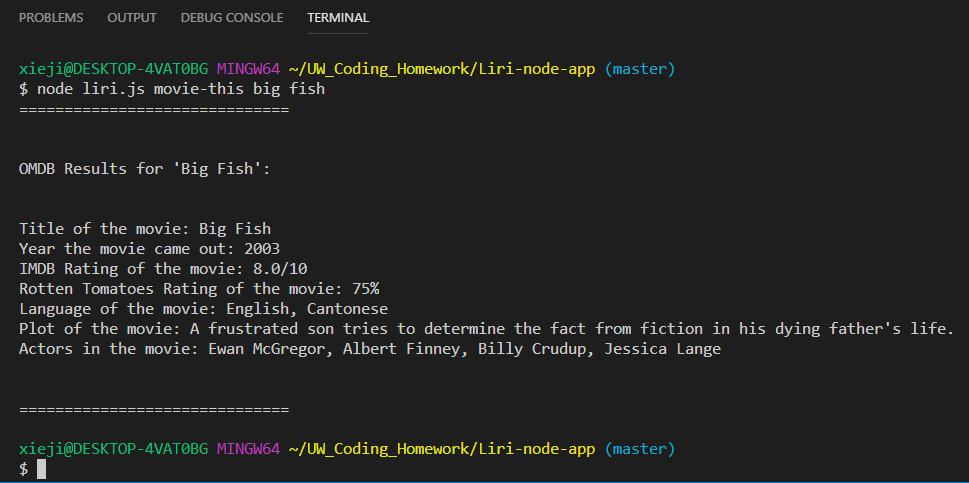 PROBLEMS OUTPUT DEBUG CONSOLE TERMINAL
xieji@DESKTOP-4VAT0BG MINGW64 ~/UW_Coding_Homework/Liri-node-app (master)
$ node liri.js movie-this big fish
==============================
OMDB Results for 'Big Fish':
Title of the movie: Big Fish
Year the movie came out: 2003
IMDB Rating of the movie: 8.0/10
Rotten Tomatoes Rating of the movie: 75%
Language of the movie: English, Cantonese
Plot of the movie: A frustrated son tries to determine the fact from fiction in his dying father's life.
Actors in the movie: Ewan McGregor, Albert Finney, Billy Crudup, Jessica Lange
==============================
xieji@DESKTOP-4VAT0BG MINGW64 ~/UW_Coding_Homework/Liri-node-app (master)
$